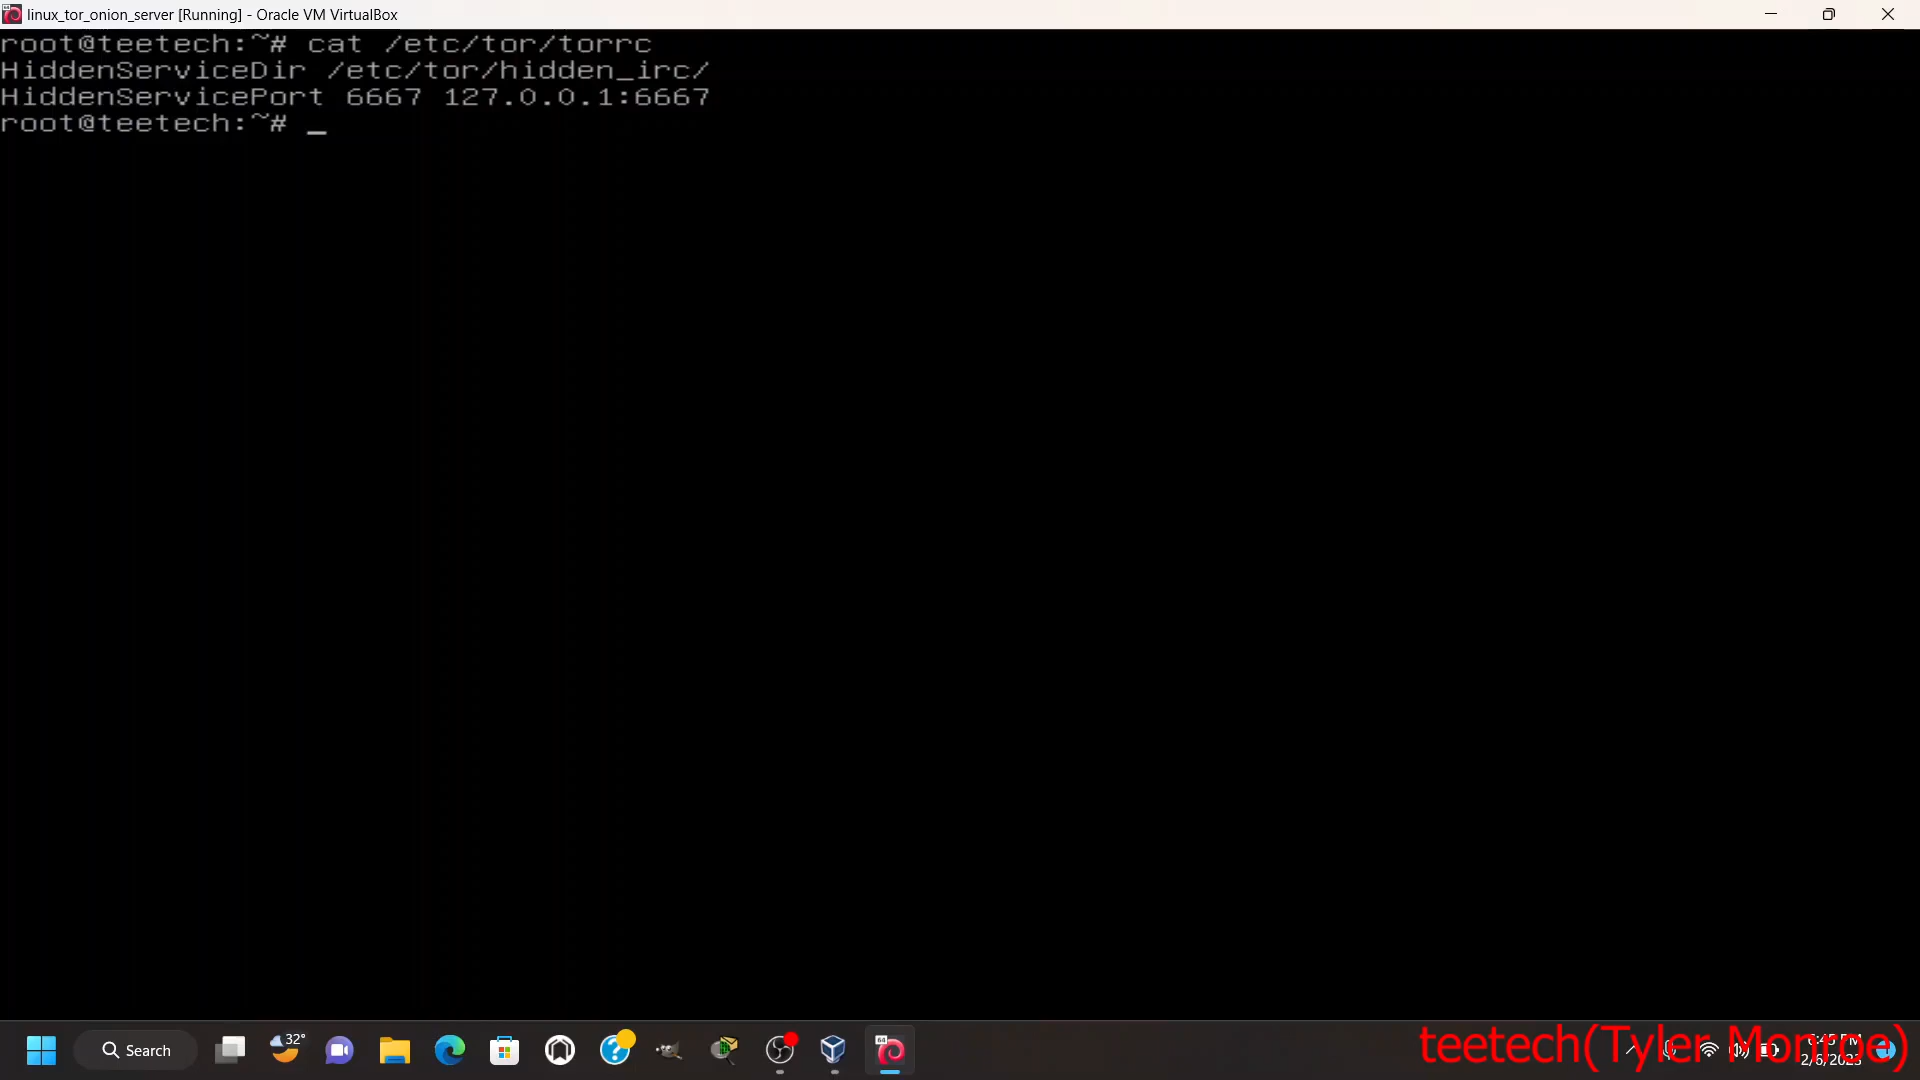 linux_tor_onion_server [Running] - Oracle VM VirtualBox
root@teetech:~# cat /etc/tor/torrc
HiddenServiceDir /etc/tor/hidden_irc/
HiddenServicePort 6667 127.0.0.1:6667
root@teetech:~# _
Search
32°
64
teetech(Tyler Monroe)